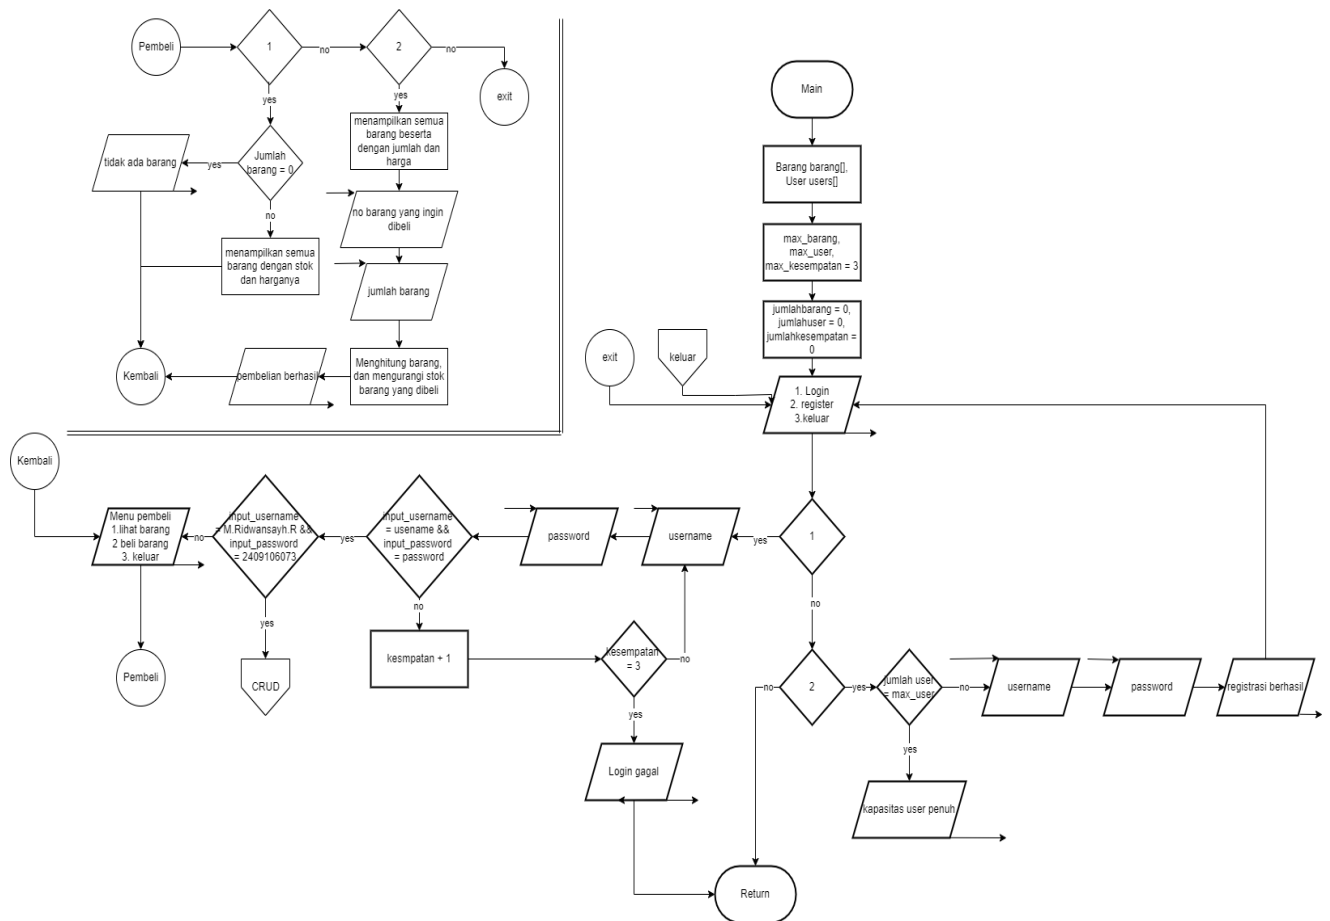 Pembeli
1
no
2
no
exit
yes
yes
menampilkan semua
barang beserta
dengan jumlah dan
harga
tidak ada barang
yes
Jumlah
barang = 0
no
no barang yang ingin
dibeli
menampilkan semua
barang dengan stok
dan harganya
jumlah barang
Kembali
pembelian berhasil
Menghitung barang,
dan mengurangi stok
barang yang dibeli
Main
Barang barang[],
User users[]
max_barang,
max_user,
max_kesempatan = 3
jumlahbarang = 0,
jumlahuser = 0,
jumlahkesempatan =
0
exit
keluar
1. Login
2. register
3.keluar
Kembali
Menu pembeli
1.lihat barang
2 beli barang
3. keluar
no
input_username
= M.Ridwansayh.R &&
input_password
= 2409106073
yes
input_username
= usename &&
input_password
= password
password
username
yes
1
no
yes
no
Pembeli
CRUD
kesmpatan + 1
kesempatan
= 3
no
yes
Login gagal
no
2
yes
jumlah user
= max_user
no
username
password
registrasi berhasil
yes
kapasitas user penuh
Return